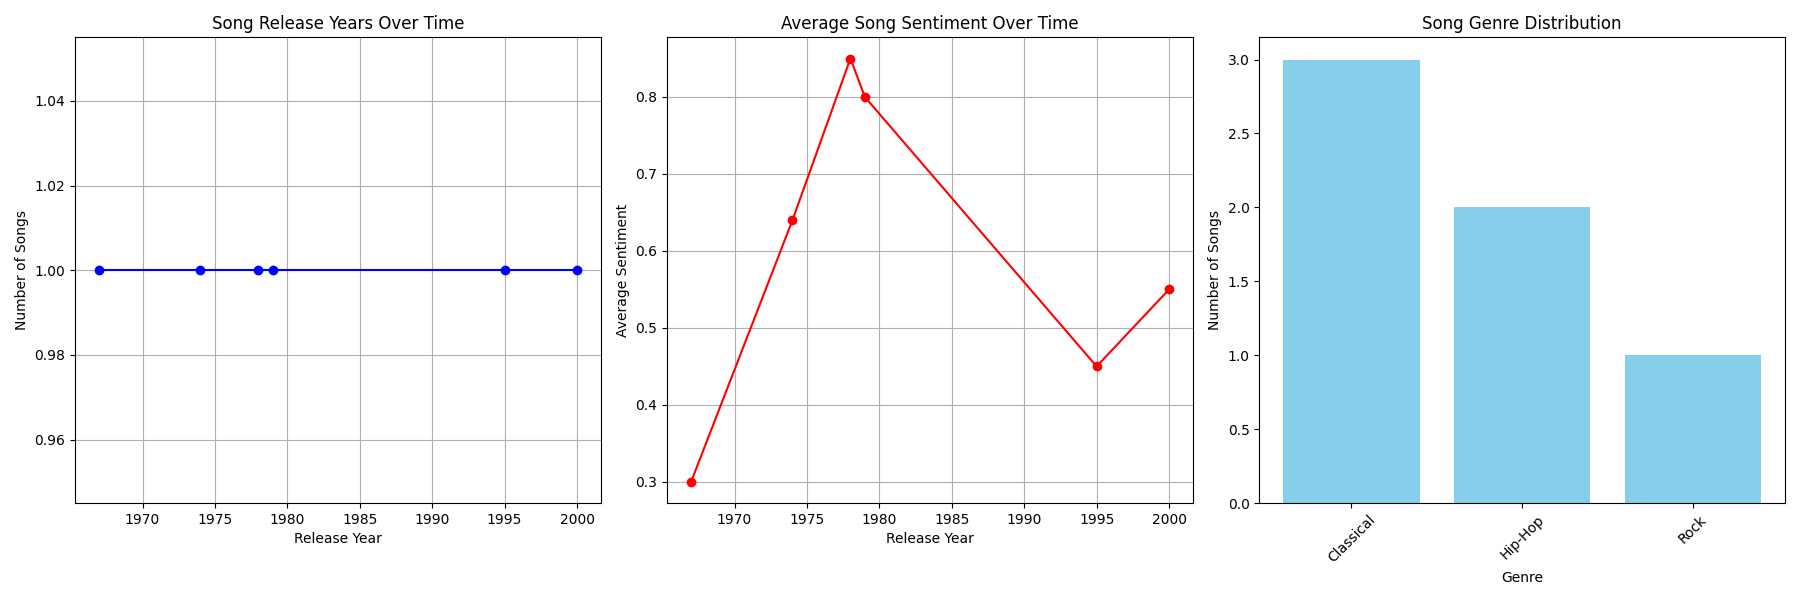 Song Release Years Over Time
1.04
1.02
1.00
0.98
0.96
Number of Songs
1970 1975 1980 1985 1990 1995 2000
Release Year
Average Song Sentiment Over Time
0.8
0.7
0.6
0.5
0.4
0.3
Average Sentiment
1970 1975 1980 1985 1990 1995 2000
Release Year
Song Genre Distribution
3.0
2.5
2.0
1.5
1.0
0.5
0.0
Number of Songs
Classical
Hip-Hop
Rock
Genre